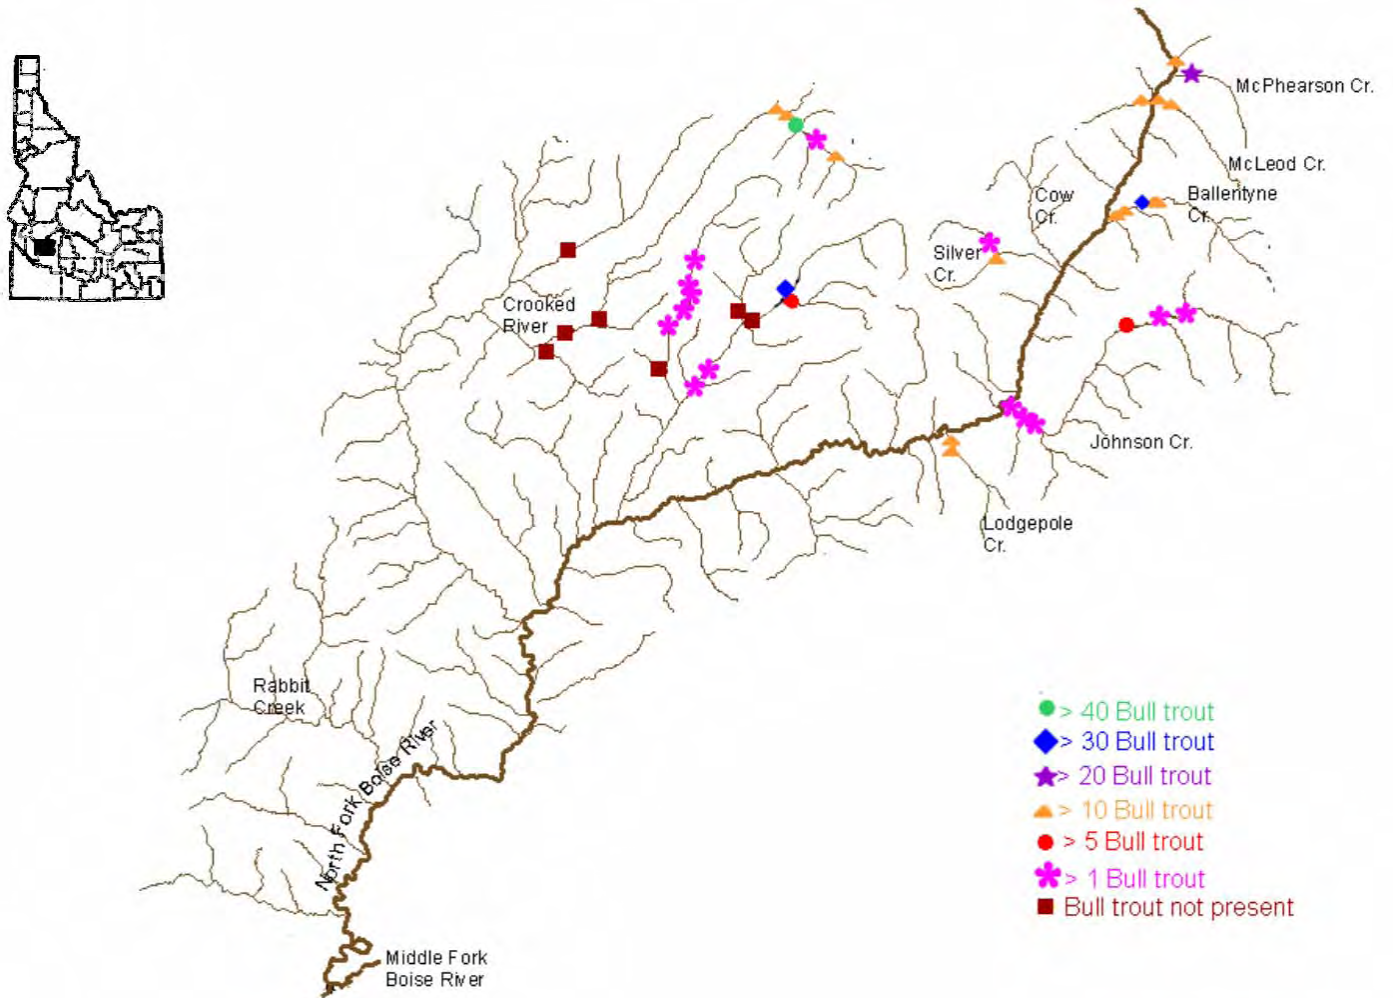 McPhearson Cr.
McLeod Cr.
Cow
Cr.
Ballentyne
Cr.
Silver
Cr.
Crooked
River
Johnson Cr.
Lodgepole
Cr.
Rabbit
Creek
North Fork Boise River
Middle Fork
Boise River
> 40 Bull trout
> 30 Bull trout
> 20 Bull trout
> 10 Bull trout
> 5 Bull trout
> 1 Bull trout
Bull trout not present